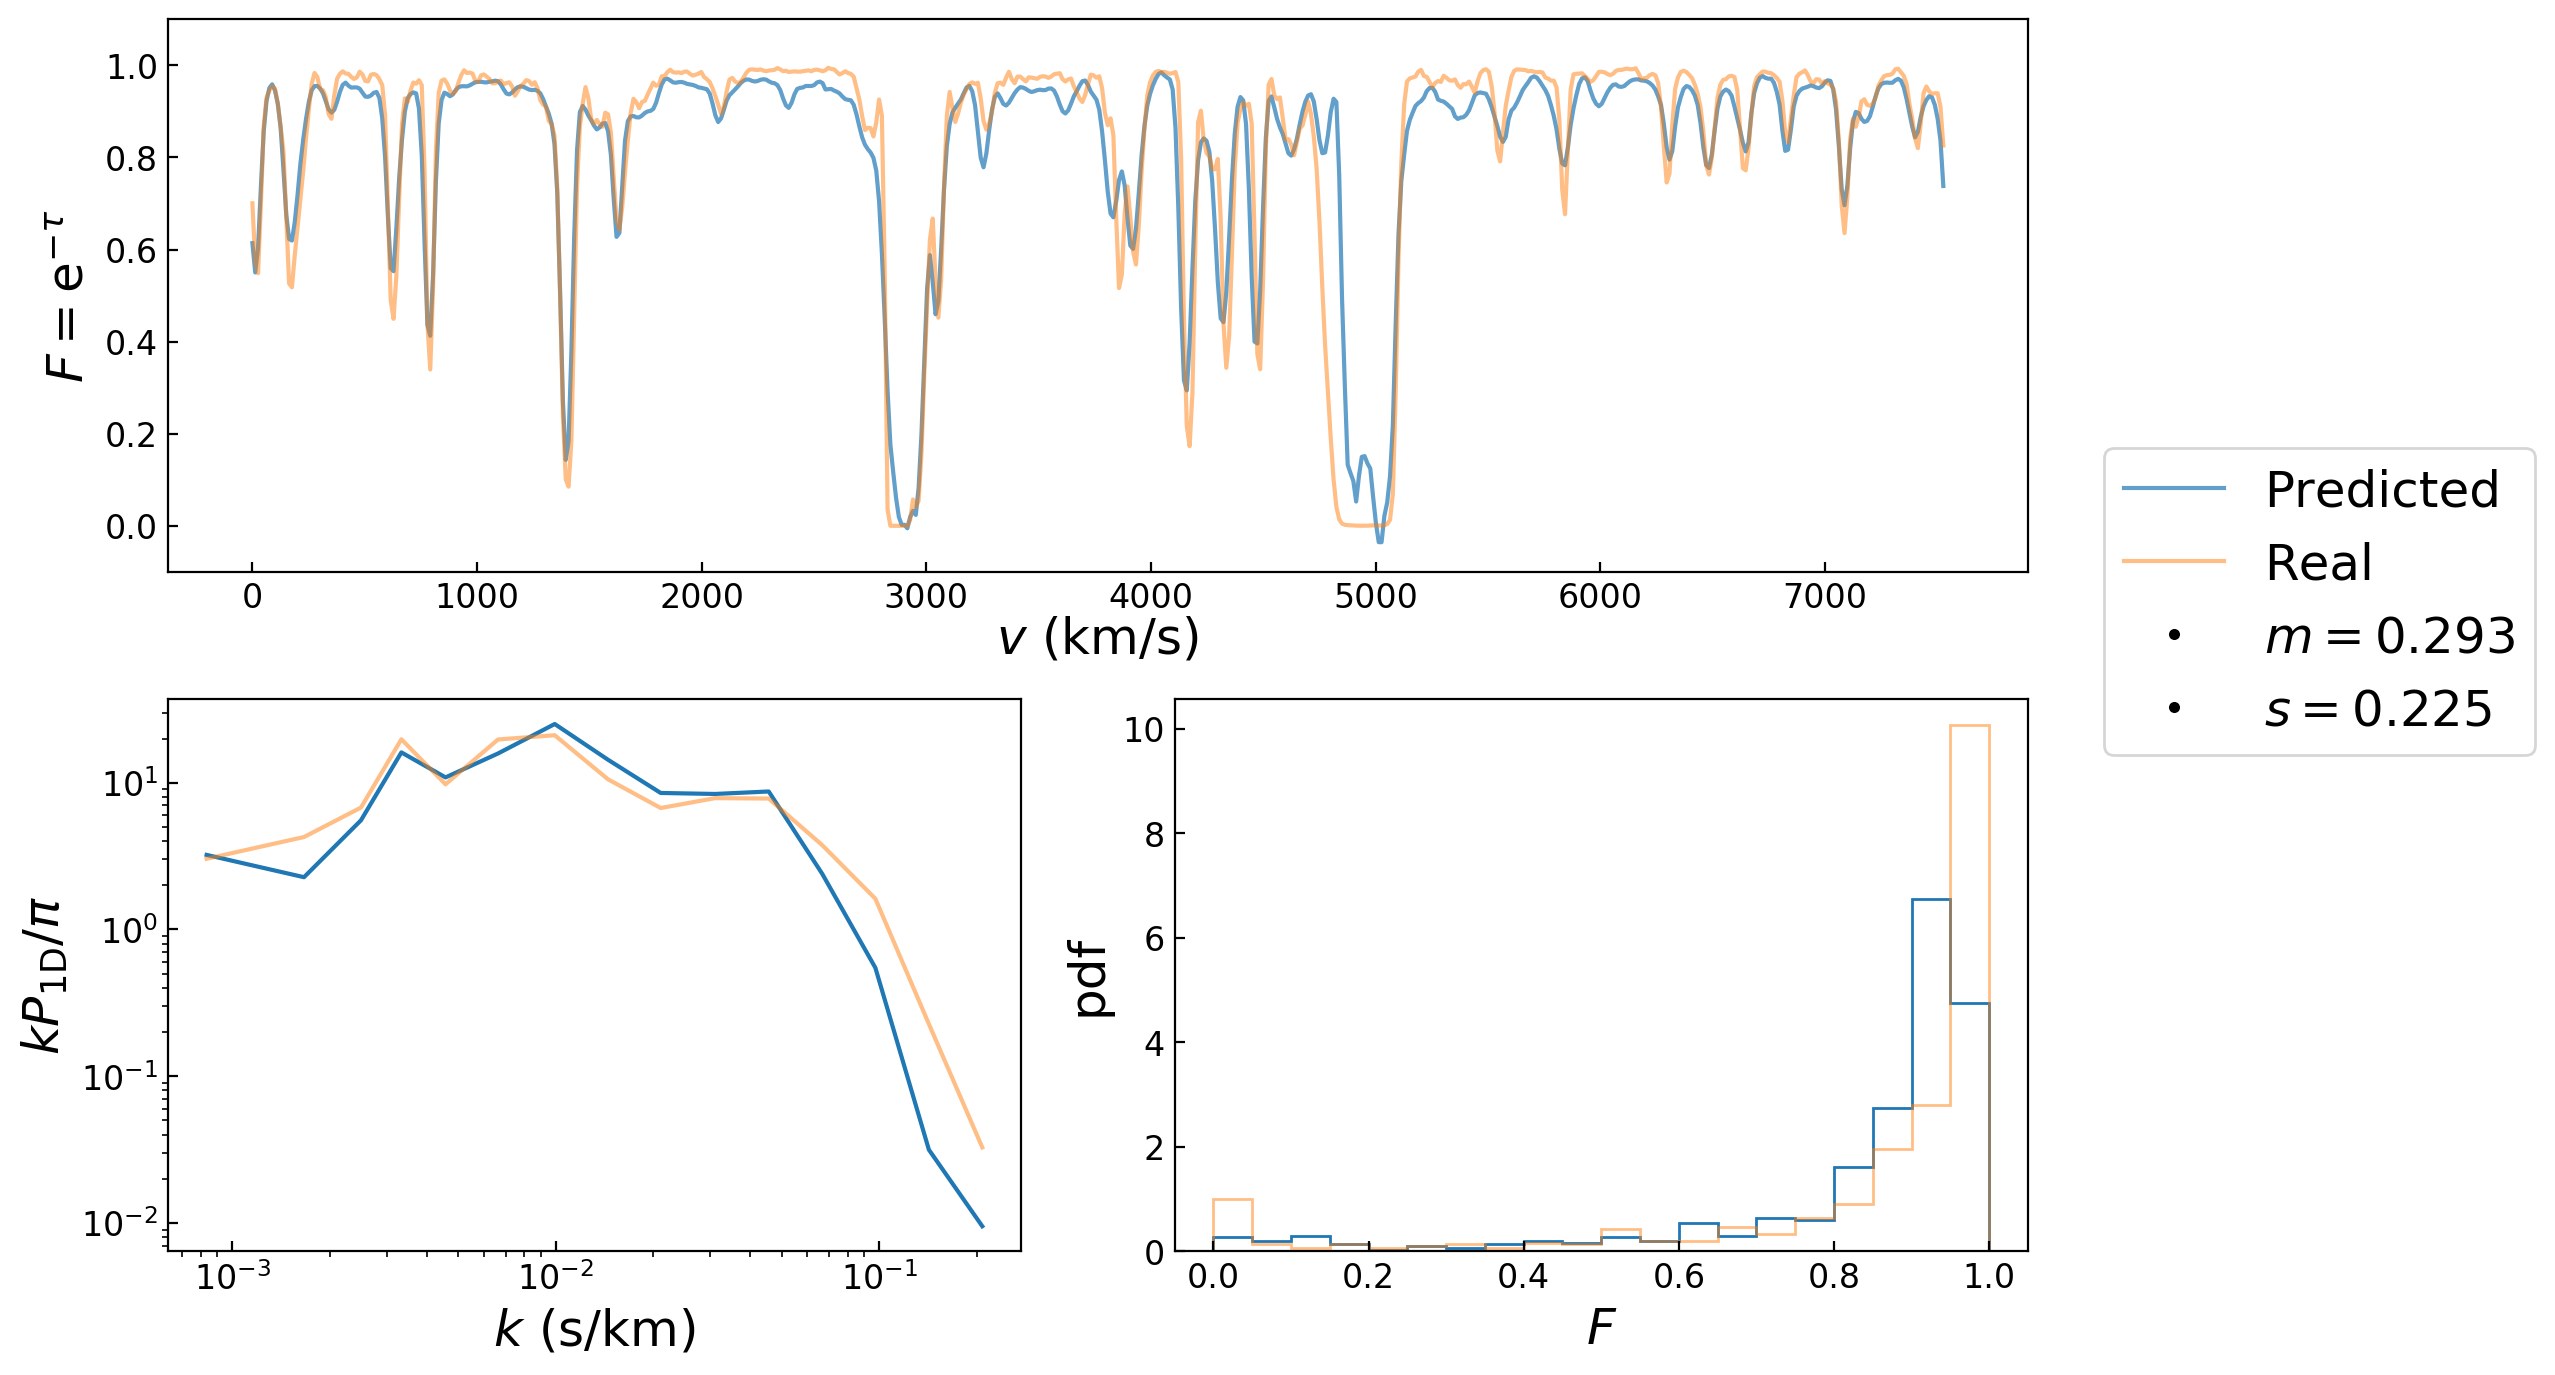 F = e^{-τ}
1.0
0.8
0.6
0.4
0.2
0.0
0 1000 2000 3000 4000 5000 6000 7000
v (km/s)
Predicted
Real
m = 0.293
s = 0.225
kP_{1D}/π
10^1
10^0
10^{-1}
10^{-2}
10^{-3} 10^{-2} 10^{-1}
k (s/km)
pdf
10
8
6
4
2
0
0.0 0.2 0.4 0.6 0.8 1.0
F